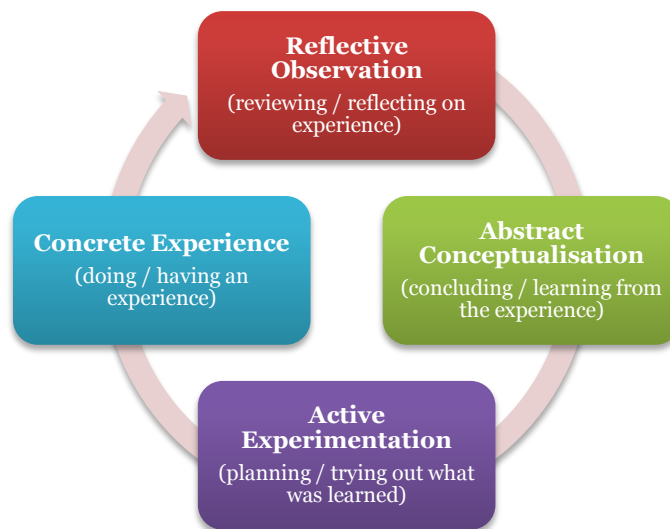 Reflective
Observation
(reviewing / reflecting on
experience)
Concrete Experience
(doing / having an
experience)
Abstract
Conceptualisation
(concluding / learning from
the experience)
Active
Experimentation
(planning / trying out what
was learned)